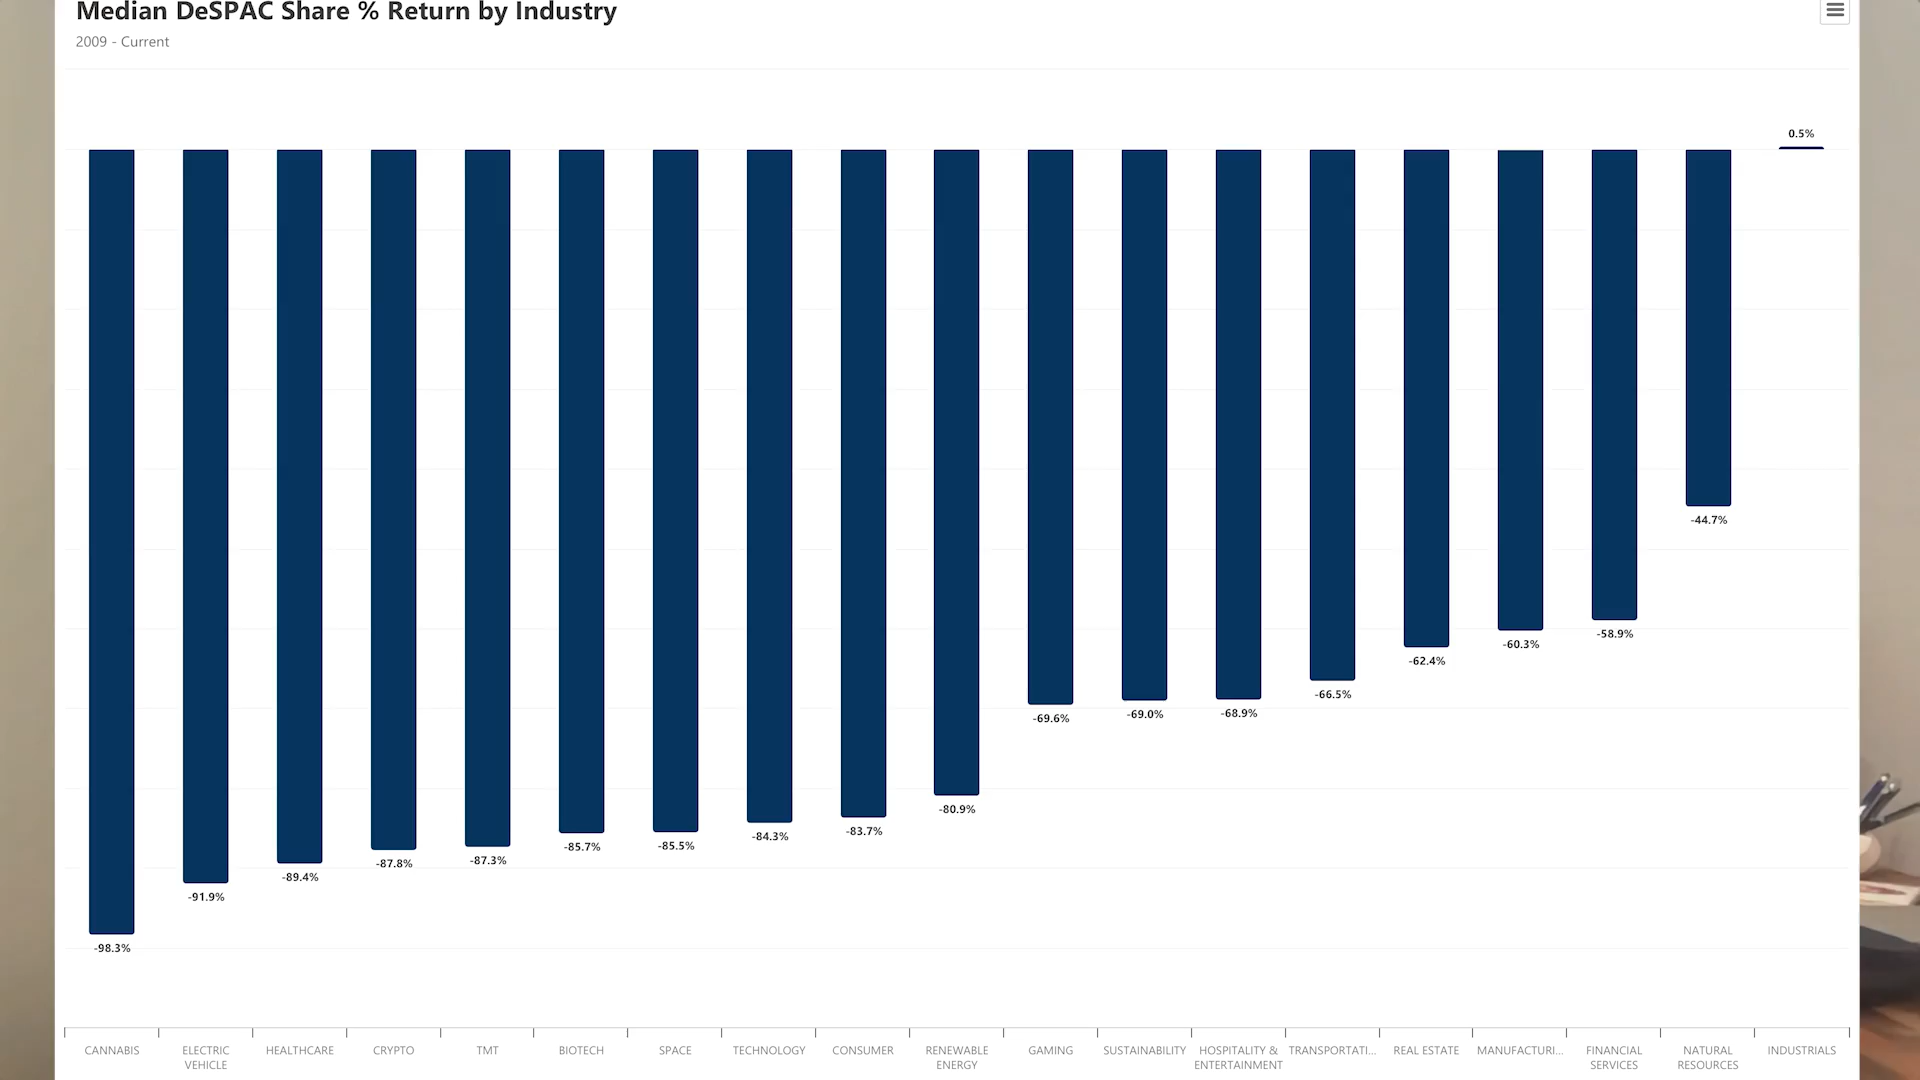 Median DeSPAC Share % Return by Industry
2009 - Current
0.5%
-44.7%
-58.9%
-60.3%
-62.4%
-66.5%
-69.6%
-69.0%
-68.9%
-80.9%
-83.7%
-84.3%
-85.5%
-85.7%
-87.3%
-87.8%
-89.4%
-91.9%
-98.3%
CANNABIS
ELECTRIC
VEHICLE
HEALTHCARE
CRYPTO
TMT
BIOTECH
SPACE
TECHNOLOGY
CONSUMER
RENEWABLE
ENERGY
GAMING
SUSTAINABILITY
HOSPITALITY &
ENTERTAINMENT
TRANSPORTATI...
REAL ESTATE
MANUFACTURI...
FINANCIAL
SERVICES
NATURAL
RESOURCES
INDUSTRIALS